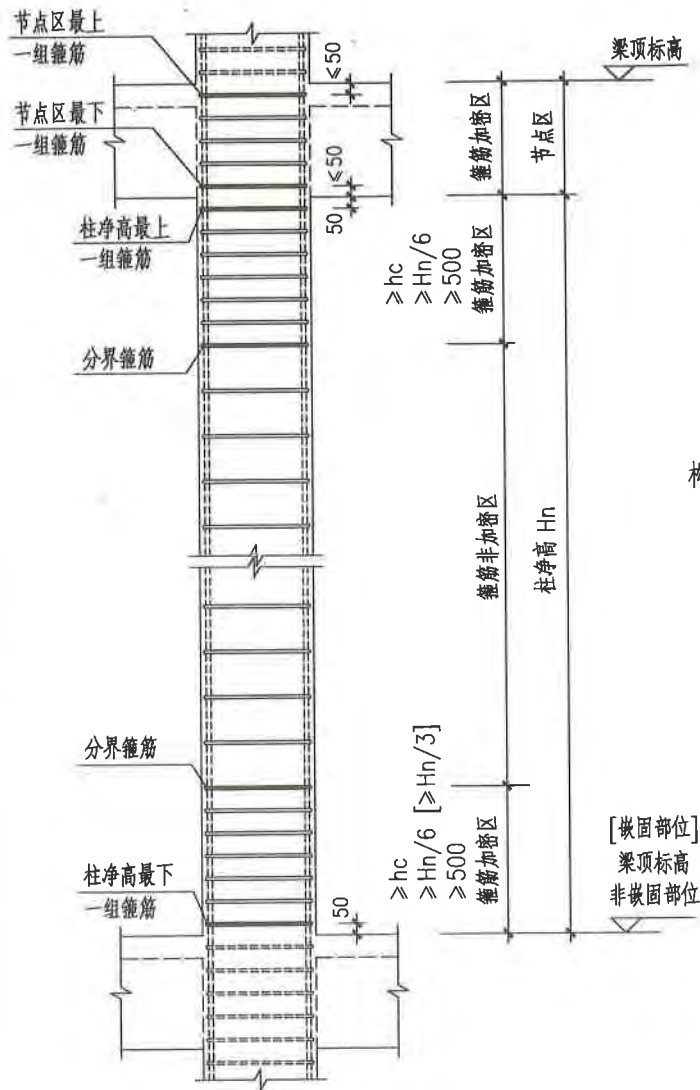 节点区最上
一组箍筋
节点区最下
一组箍筋
柱净高最上
一组箍筋
分界箍筋
分界箍筋
柱净高最下
一组箍筋
≤50
≤50
50
50
≥hc
≥Hn/6
≥500
箍筋加密区
箍筋加密区
节点区
箍筋非加密区
柱净高 Hn
≥hc
≥Hn/6 [≥Hn/3]
≥500
箍筋加密区
梁顶标高
[嵌固部位]
梁顶标高
非嵌固部位